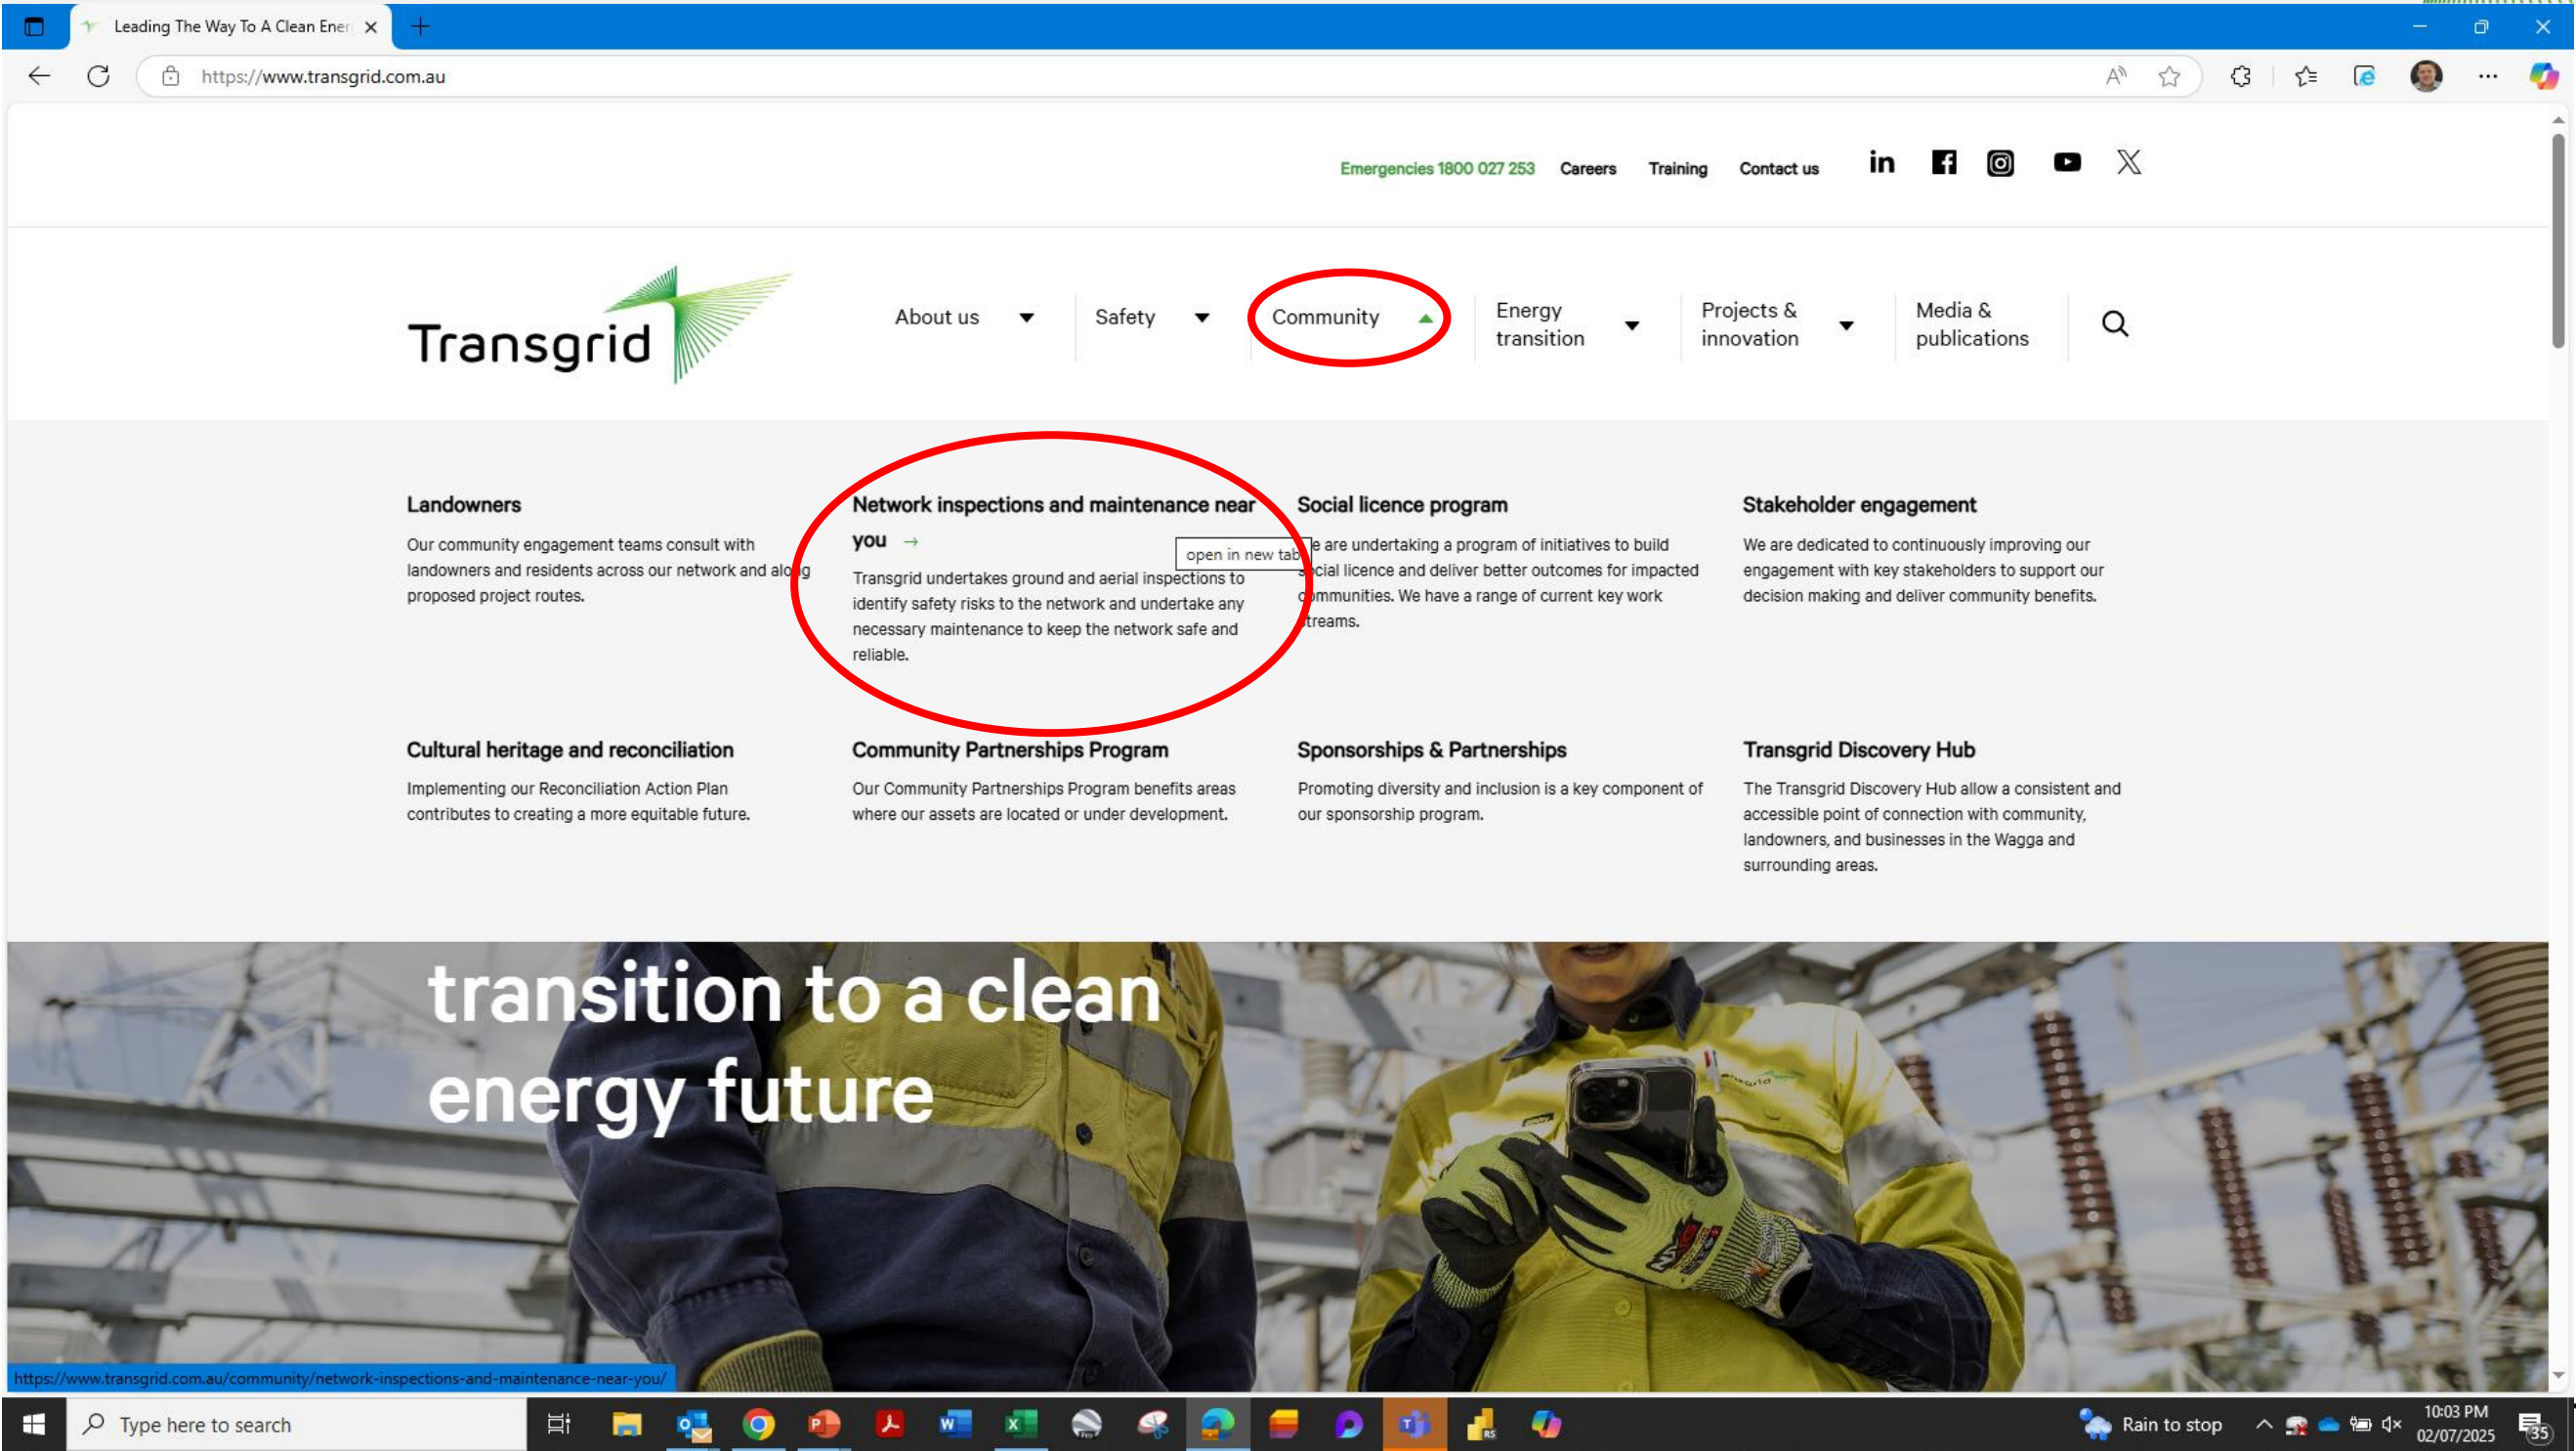 Leading The Way To A Clean Ener
https://www.transgrid.com.au
Emergencies 1800 027 253 Careers Training Contact us
Transgrid
About us
Safety
Community
Energy
transition
Projects &
innovation
Media &
publications
Landowners
Our community engagement teams consult with
landowners and residents across our network and along
proposed project routes.
Network inspections and maintenance near
you →
open in new tab
Transgrid undertakes ground and aerial inspections to
identify safety risks to the network and undertake any
necessary maintenance to keep the network safe and
reliable.
Social licence program
e are undertaking a program of initiatives to build
social licence and deliver better outcomes for impacted
communities. We have a range of current key work
streams.
Stakeholder engagement
We are dedicated to continuously improving our
engagement with key stakeholders to support our
decision making and deliver community benefits.
Cultural heritage and reconciliation
Implementing our Reconciliation Action Plan
contributes to creating a more equitable future.
Community Partnerships Program
Our Community Partnerships Program benefits areas
where our assets are located or under development.
Sponsorships & Partnerships
Promoting diversity and inclusion is a key component of
our sponsorship program.
Transgrid Discovery Hub
The Transgrid Discovery Hub allow a consistent and
accessible point of connection with community,
landowners, and businesses in the Wagga and
surrounding areas.
transition to a clean
energy future
https://www.transgrid.com.au/community/network-inspections-and-maintenance-near-you/
Type here to search
Rain to stop
10:03 PM
02/07/2025
35